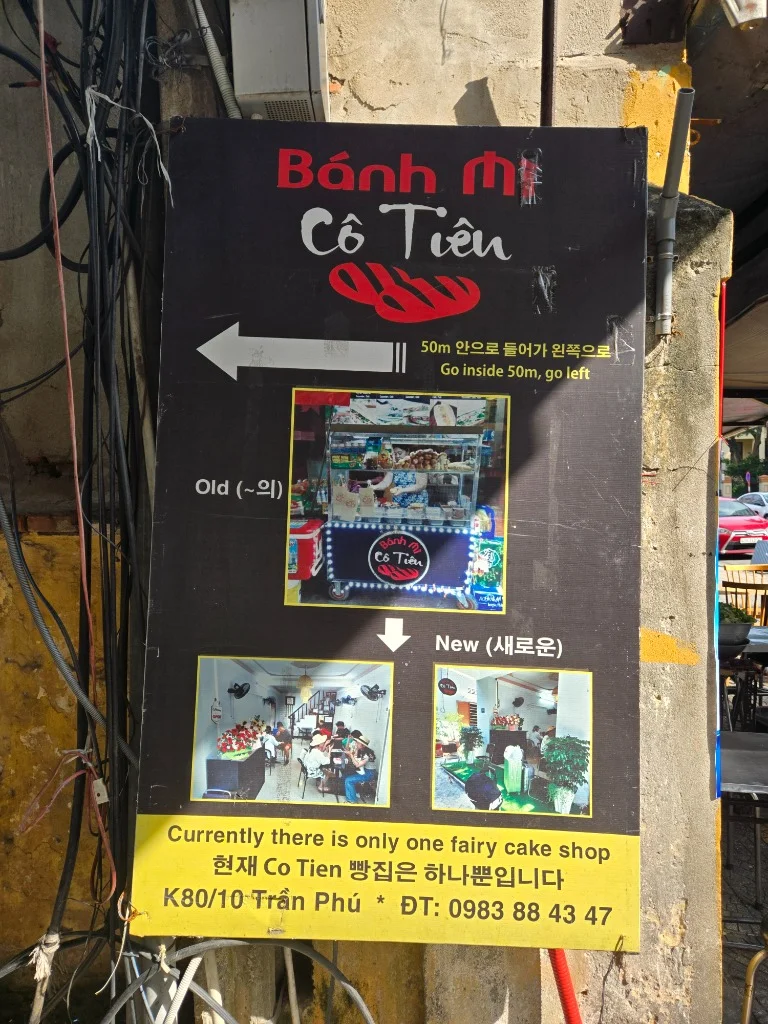 Bánh Mì
Cô Tiên
50m 안으로 들어가 왼쪽으로
Go inside 50m, go left
Old (~의)
Bánh Mì
Cô Tiên
New (새로운)
Cô Tiên
Currently there is only one fairy cake shop
현재 Co Tien 빵집은 하나뿐입니다
K80/10 Trần Phú * ĐT: 0983 88 43 47